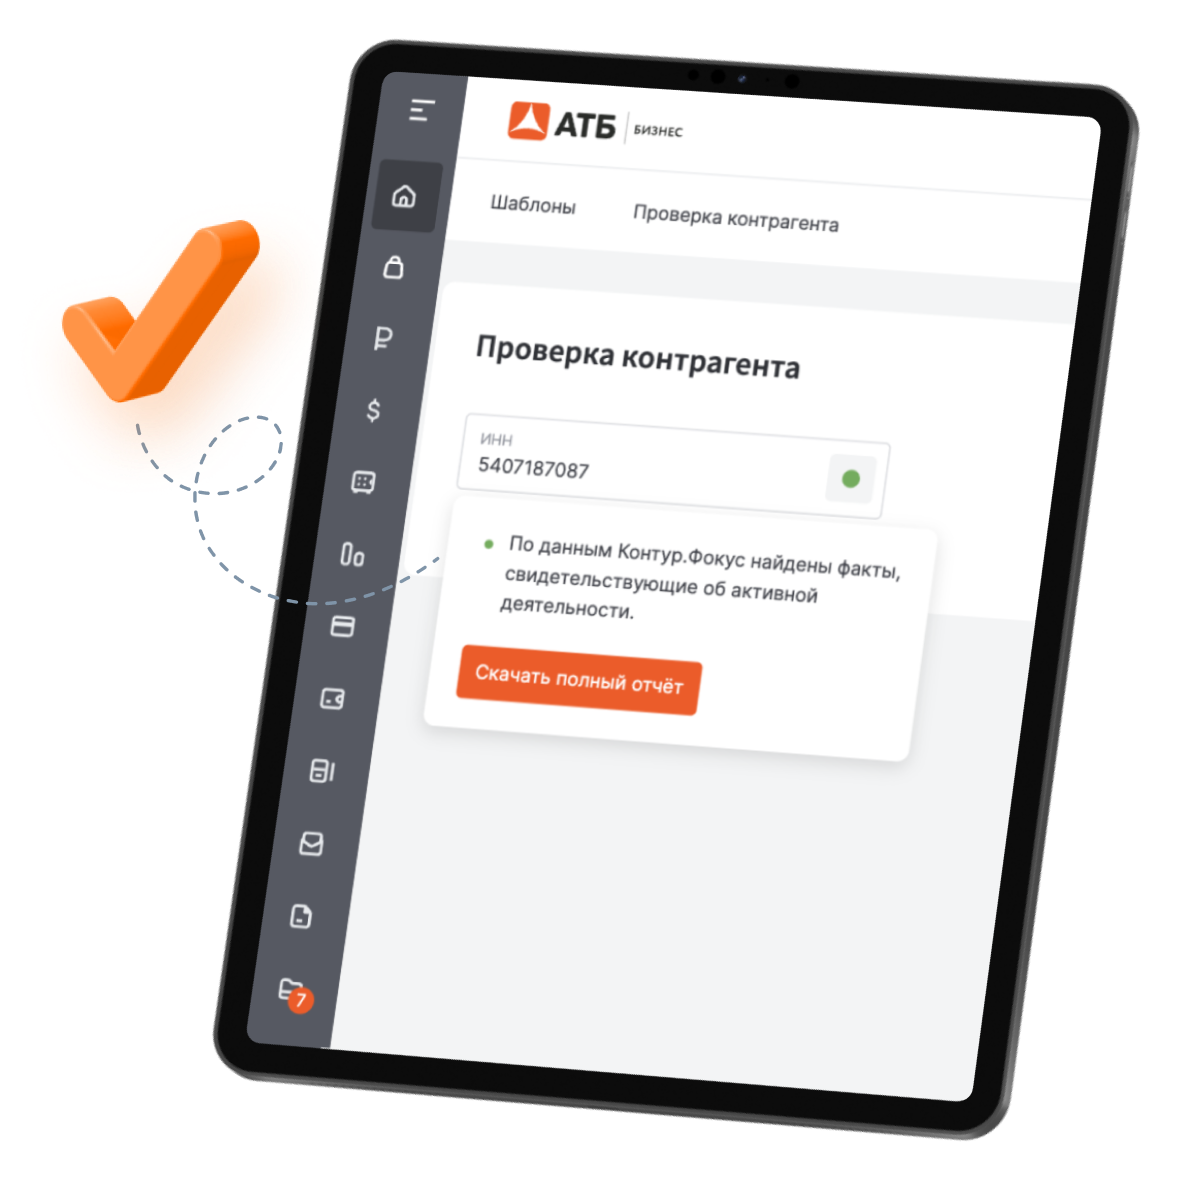 АТБ БИЗНЕС
Шаблоны Проверка контрагента
Проверка контрагента
ИНН
5407187087
По данным Контур.Фокус найдены факты,
свидетельствующие об активной
деятельности.
Скачать полный отчёт
7